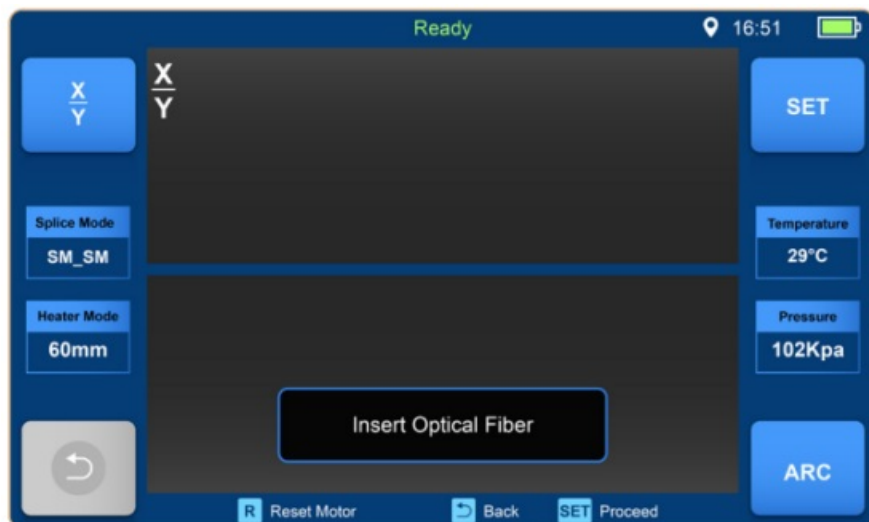 Ready
16:51
X
Y
X
Y
SET
Splice Mode
SM_SM
Temperature
29°C
Heater Mode
60mm
Pressure
102Kpa
Insert Optical Fiber
ARC
R Reset Motor
Back
SET Proceed